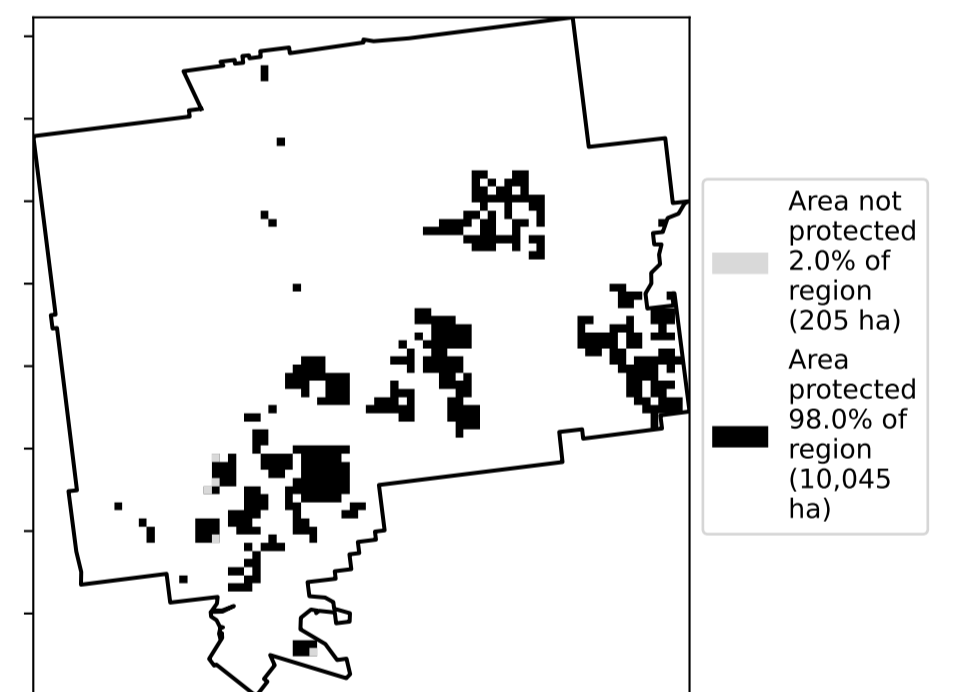 Area not
protected
2.0% of
region
(205 ha)
Area
protected
98.0% of
region
(10,045
ha)